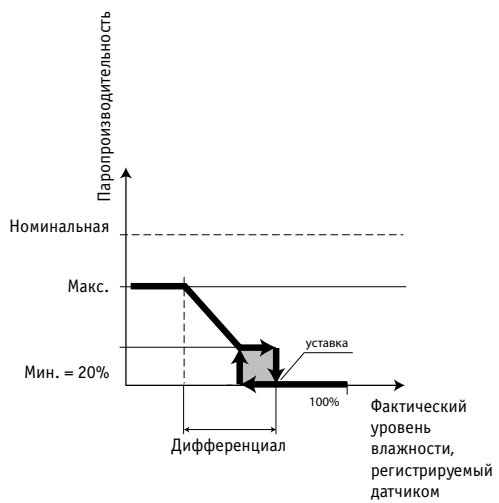 Паропроизводительность
Номинальная
Макс.
уставка
Мин. = 20%
100%
Дифференциал
Фактический
уровень
влажности,
регистрируемый
датчиком